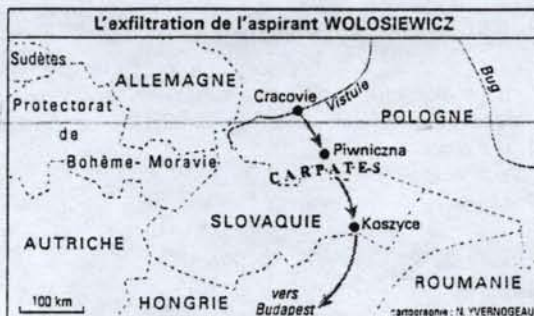 L'exfiltration de l'aspirant WOLOSIEWICZ
Sudètes
ALLEMAGNE
Protectorat
de
Bohême-Moravie
Cracovie
Vistule
Bug
POLOGNE
Piwniczna
CARPATES
SLOVAQUIE
Koszyce
AUTRICHE
ROUMANIE
HONGRIE
vers
Budapest
100 km
cartographie : N. YVERNOGEAU